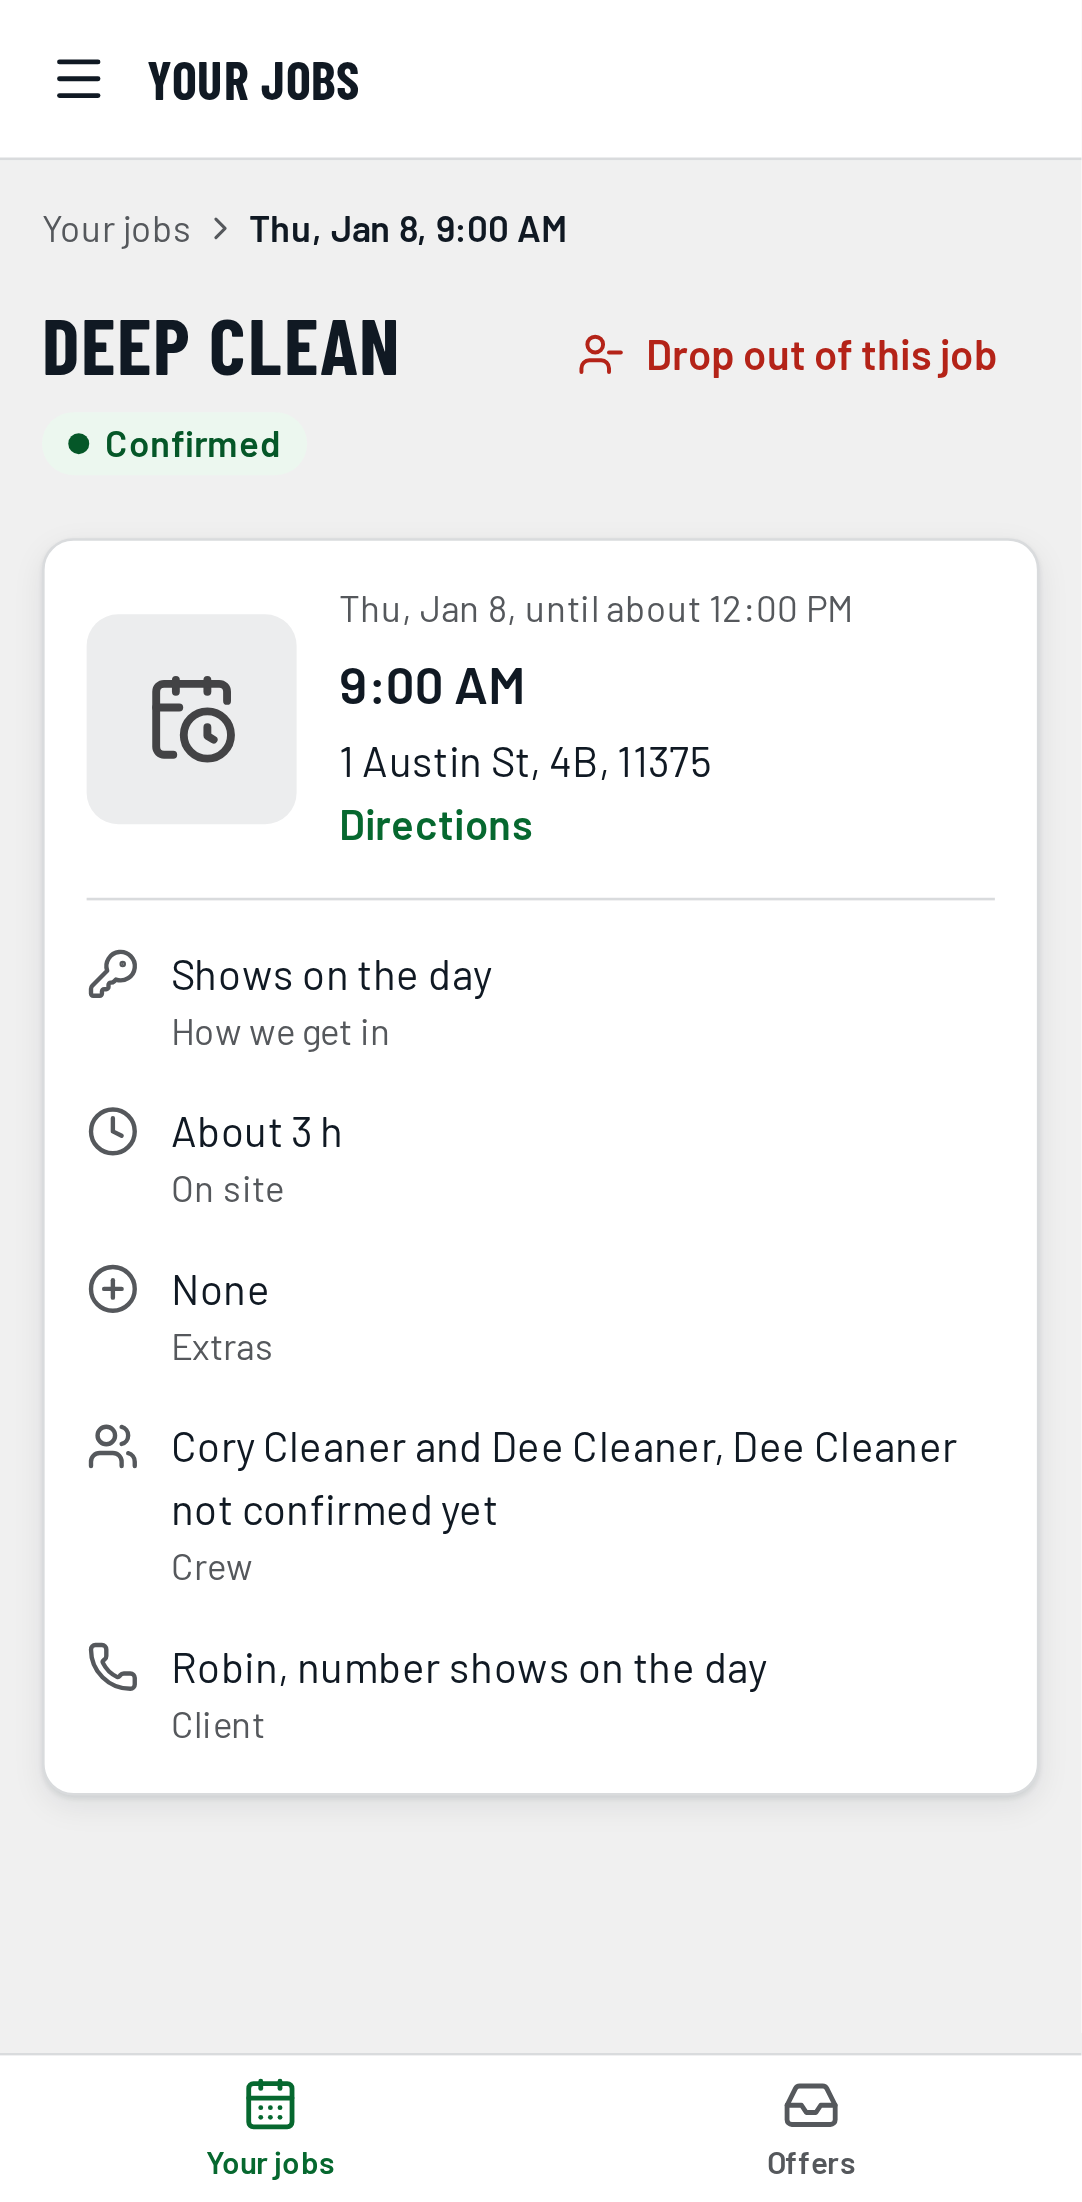 YOUR JOBS
Your jobs > Thu, Jan 8, 9:00 AM
DEEP CLEAN
Drop out of this job
Confirmed
Thu, Jan 8, until about 12:00 PM
9:00 AM
1 Austin St, 4B, 11375
Directions
Shows on the day
How we get in
About 3 h
On site
None
Extras
Cory Cleaner and Dee Cleaner, Dee Cleaner
not confirmed yet
Crew
Robin, number shows on the day
Client
Your jobs
Offers